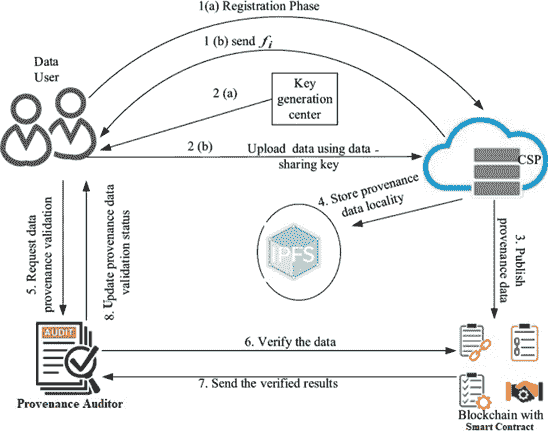 1(a) Registration Phase
1 (b) send fi
Data
User
2 (a)
Key
generation
center
2 (b)
Upload data using data -
sharing key
CSP
4. Store provenance
data locality
IPFS
3. Publish
provenance data
5. Request data
provenance validation
8. Update provenance data
validation status
AUDIT
6. Verify the data
7. Send the verified results
Provenance Auditor
Blockchain with
Smart Contract